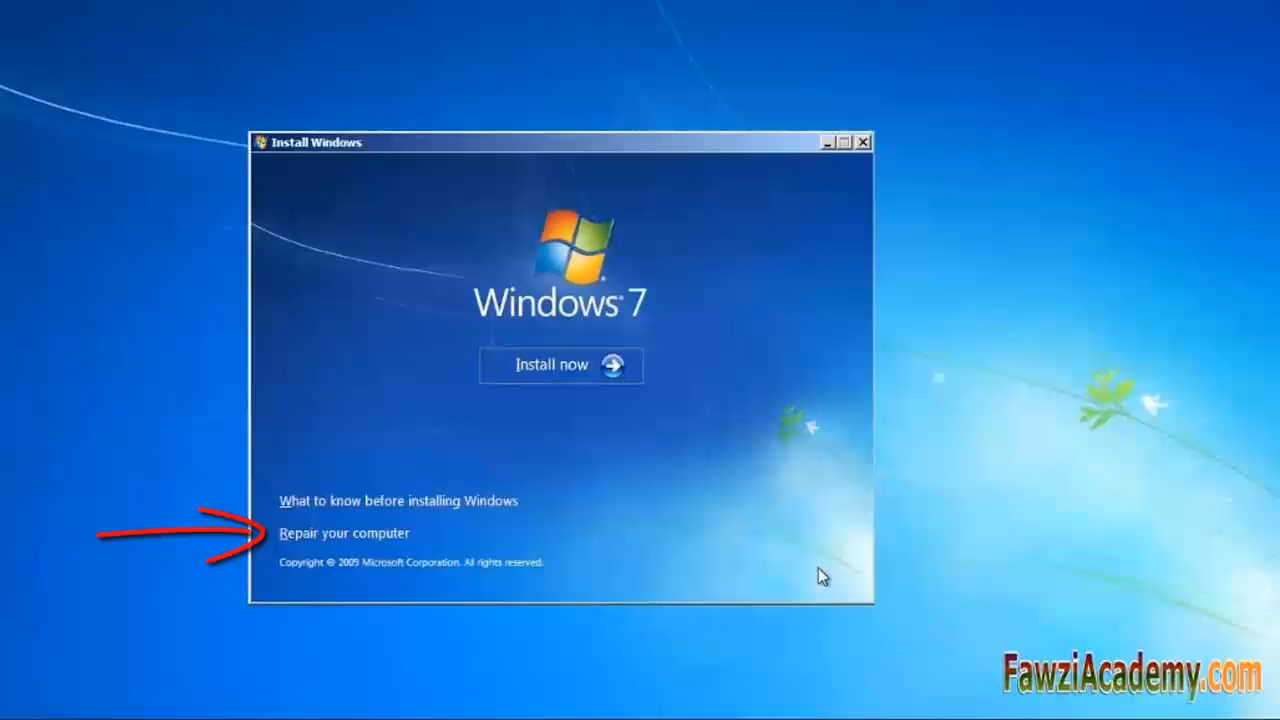 Install Windows
Windows® 7
Install now
What to know before installing Windows
Repair your computer
Copyright © 2009 Microsoft Corporation. All rights reserved.
FawziAcademy.com